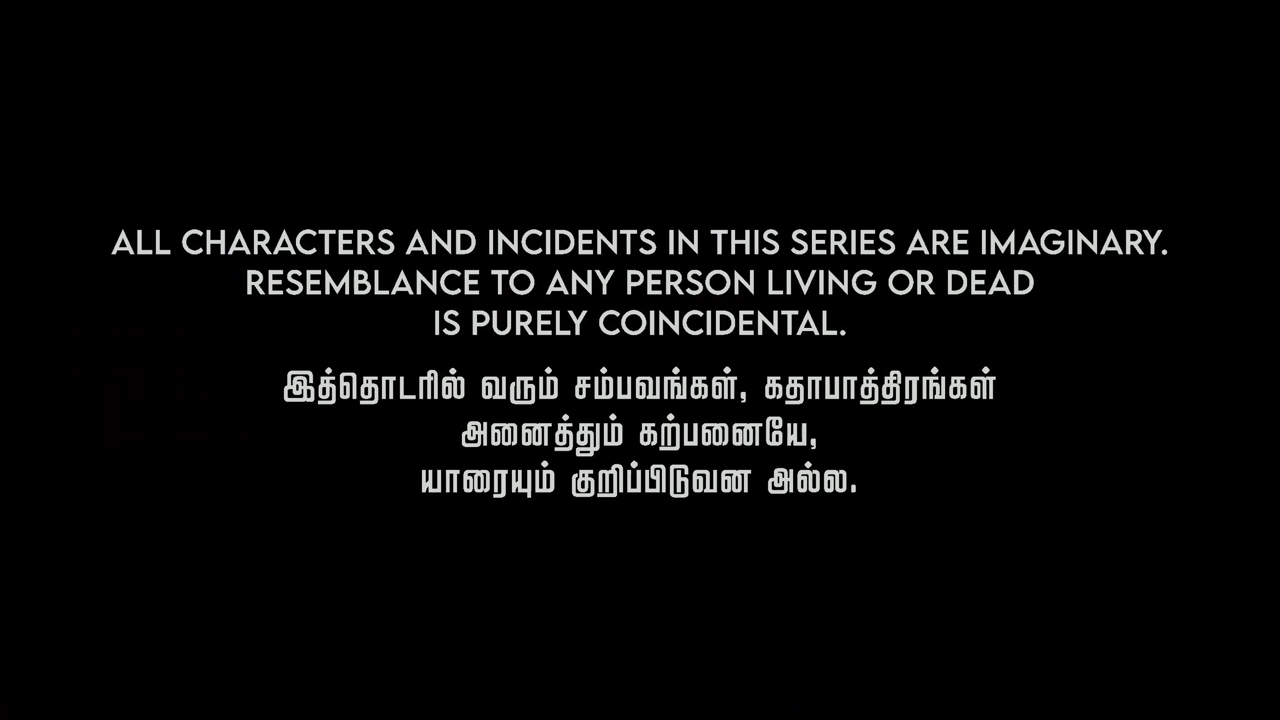 ALL CHARACTERS AND INCIDENTS IN THIS SERIES ARE IMAGINARY.
RESEMBLANCE TO ANY PERSON LIVING OR DEAD
IS PURELY COINCIDENTAL.
இத்தொடரில் வரும் சம்பவங்கள், கதாபாத்திரங்கள்
அனைத்தும் கற்பனையே,
யாரையும் குறிப்பிடுவன அல்ல.